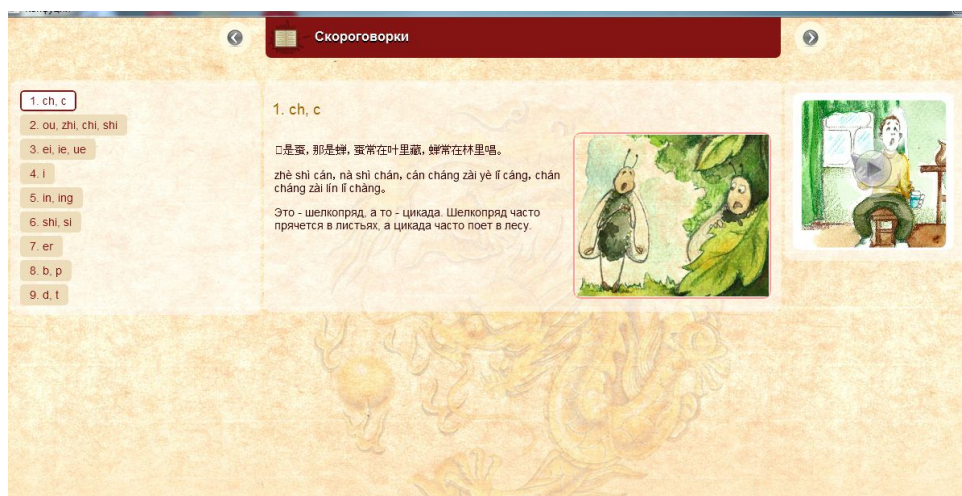 Скороговорки
1. ch, c
2. ou, zhi, chi, shi
3. ei, ie, ue
4. i
5. in, ing
6. shi, si
7. er
8. b, p
9. d, t
1. ch, c
是蚕, 那是蝉, 蚕常在叶里藏, 蝉常在林里唱。
zhè shì cán, nà shì chán, cán cháng zài yè lǐ cáng, chán
cháng zài lín lǐ chàng。
Это - шелкопряд, а то - цикада. Шелкопряд часто
прячется в листьях, а цикада часто поет в лесу.